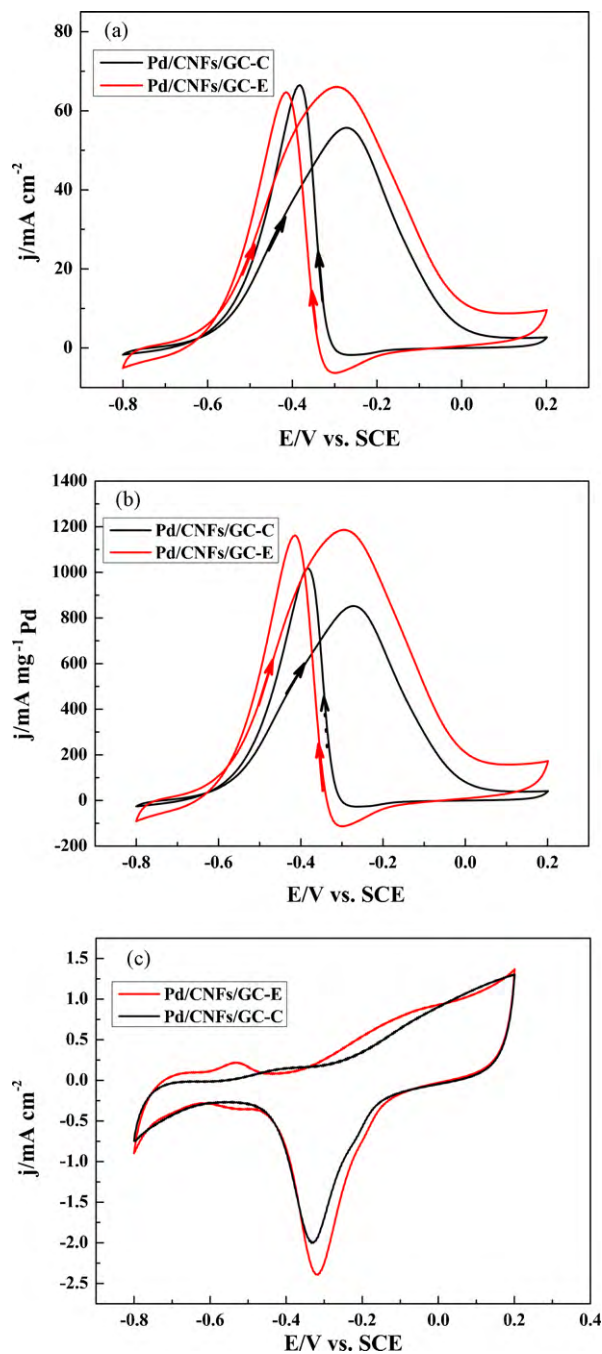 (a)
Pd/CNFs/GC-C
Pd/CNFs/GC-E
80
60
40
20
0
j/mA cm⁻²
-0.8 -0.6 -0.4 -0.2 0.0 0.2
E/V vs. SCE
(b)
Pd/CNFs/GC-C
Pd/CNFs/GC-E
1400
1200
1000
800
600
400
200
0
-200
j/mA mg⁻¹ Pd
-0.8 -0.6 -0.4 -0.2 0.0 0.2
E/V vs. SCE
(c)
Pd/CNFs/GC-E
Pd/CNFs/GC-C
1.5
1.0
0.5
0.0
-0.5
-1.0
-1.5
-2.0
-2.5
j/mA cm⁻²
-0.8 -0.6 -0.4 -0.2 0.0 0.2 0.4
E/V vs. SCE